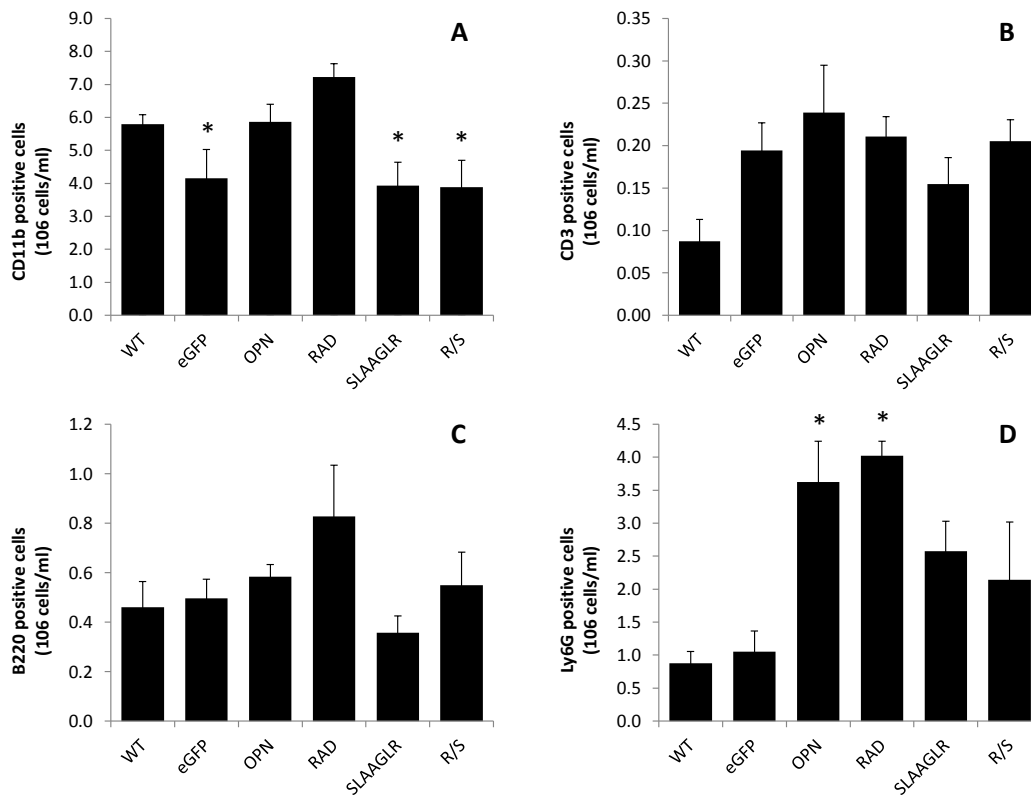 A
CD11b positive cells
(106 cells/ml)
9.0
8.0
7.0
6.0
5.0
4.0
3.0
2.0
1.0
0.0
*
*
*
WT
eGFP
OPN
RAD
SLAAGLR
R/S
B
CD3 positive cells
(106 cells/ml)
0.35
0.30
0.25
0.20
0.15
0.10
0.05
0.00
WT
eGFP
OPN
RAD
SLAAGLR
R/S
C
B220 positive cells
(106 cells/ml)
1.2
1.0
0.8
0.6
0.4
0.2
0.0
WT
eGFP
OPN
RAD
SLAAGLR
R/S
D
Ly6G positive cells
(106 cells/ml)
4.5
4.0
3.5
3.0
2.5
2.0
1.5
1.0
0.5
0.0
*
*
WT
eGFP
OPN
RAD
SLAAGLR
R/S